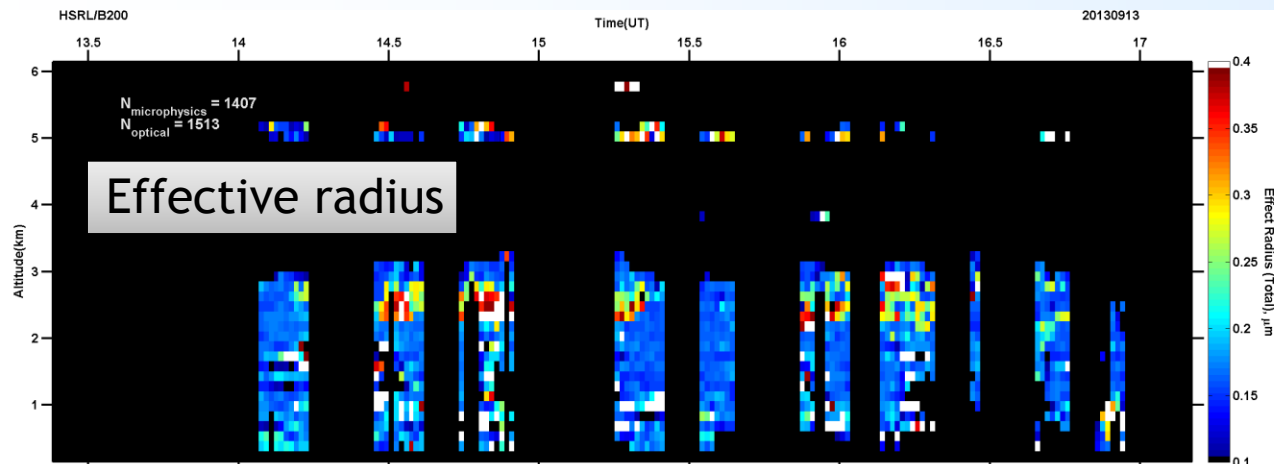 HSRL/B200
Time(UT)
20130913
13.5 14 14.5 15 15.5 16 16.5 17
N_microphysics = 1407
N_optical = 1513
Effective radius
Altitude(km)
6
5
4
3
2
1
0.4
0.35
0.3
0.25
0.2
0.15
0.1
Effect Radius (Total), μm